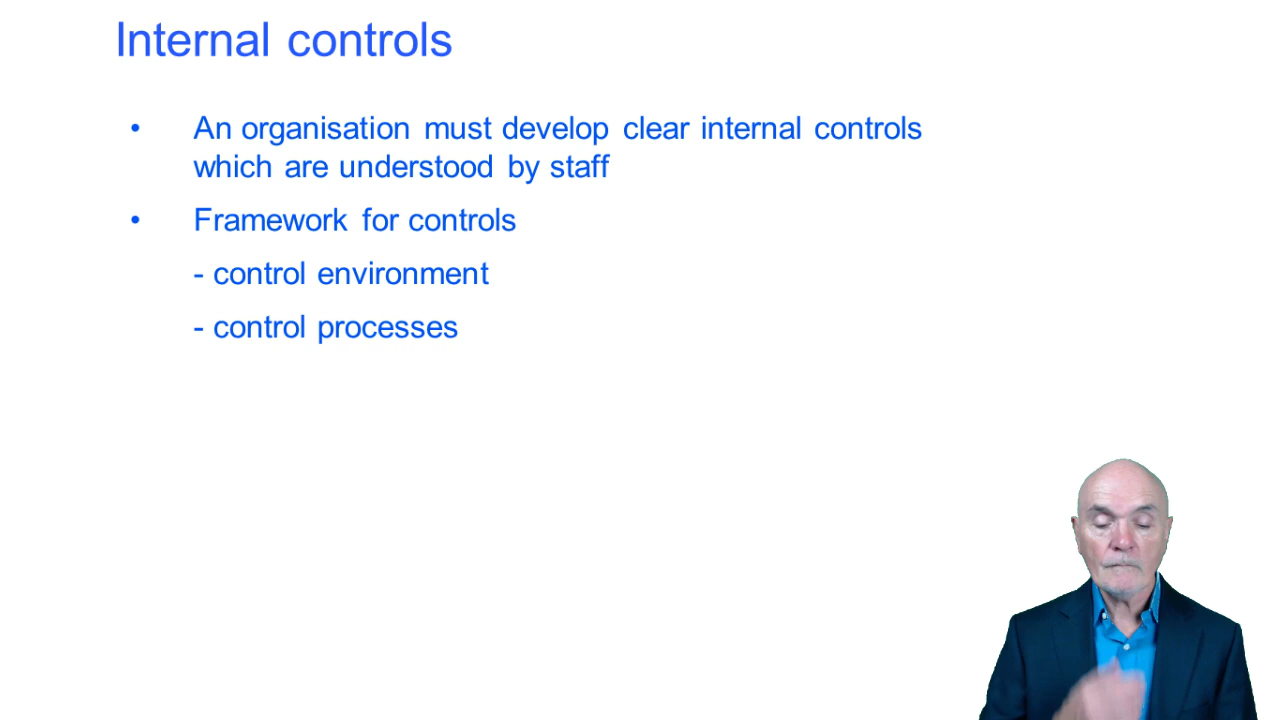 Internal controls
• An organisation must develop clear internal controls
which are understood by staff
• Framework for controls
- control environment
- control processes